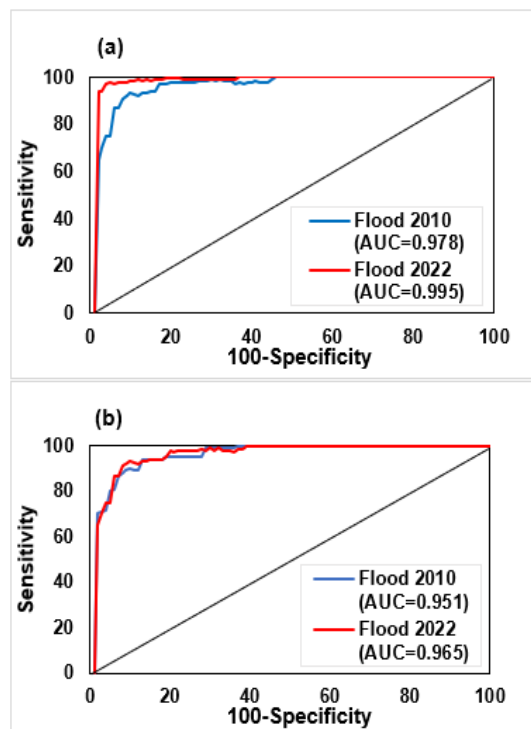 (a)
100
80
60
40
20
0
Sensitivity
Flood 2010
(AUC=0.978)
Flood 2022
(AUC=0.995)
0 20 40 60 80 100
100-Specificity
(b)
100
80
60
40
20
0
Sensitivity
Flood 2010
(AUC=0.951)
Flood 2022
(AUC=0.965)
0 20 40 60 80 100
100-Specificity